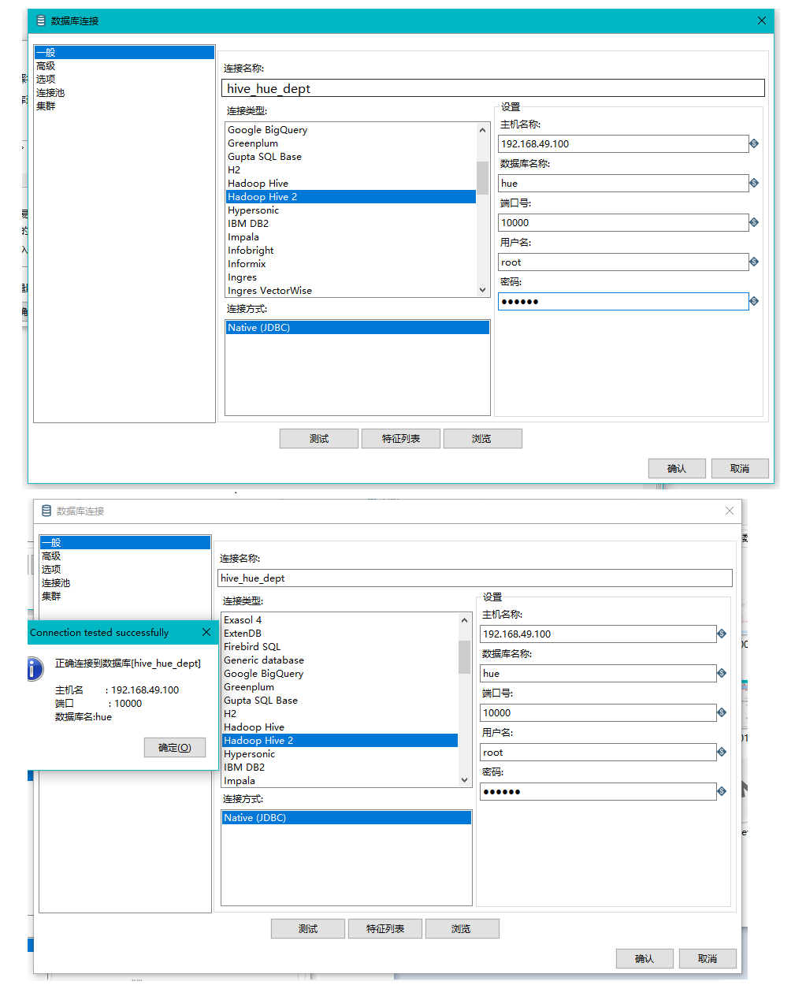 数据库连接
一般
高级
选项
连接池
集群
连接名称:
hive_hue_dept
连接类型:
Google BigQuery
Greenplum
Gupta SQL Base
H2
Hadoop Hive
Hadoop Hive 2
Hypersonic
IBM DB2
Impala
Infobright
Informix
Ingres
Ingres VectorWise
连接方式:
Native (JDBC)
设置
主机名称:
192.168.49.100
数据库名称:
hue
端口号:
10000
用户名:
root
密码:
●●●●●●
测试 特征列表 浏览
确认 取消
数据库连接
一般
高级
选项
连接池
集群
Connection tested successfully
正确连接到数据库[hive_hue_dept]
主机名 : 192.168.49.100
端口 : 10000
数据库名:hue
确定(O)
连接名称:
hive_hue_dept
连接类型:
Exasol 4
ExtenDB
Firebird SQL
Generic database
Google BigQuery
Greenplum
Gupta SQL Base
H2
Hadoop Hive
Hadoop Hive 2
Hypersonic
IBM DB2
Impala
连接方式:
Native (JDBC)
设置
主机名称:
192.168.49.100
数据库名称:
hue
端口号:
10000
用户名:
root
密码:
●●●●●●
测试 特征列表 浏览
确认 取消